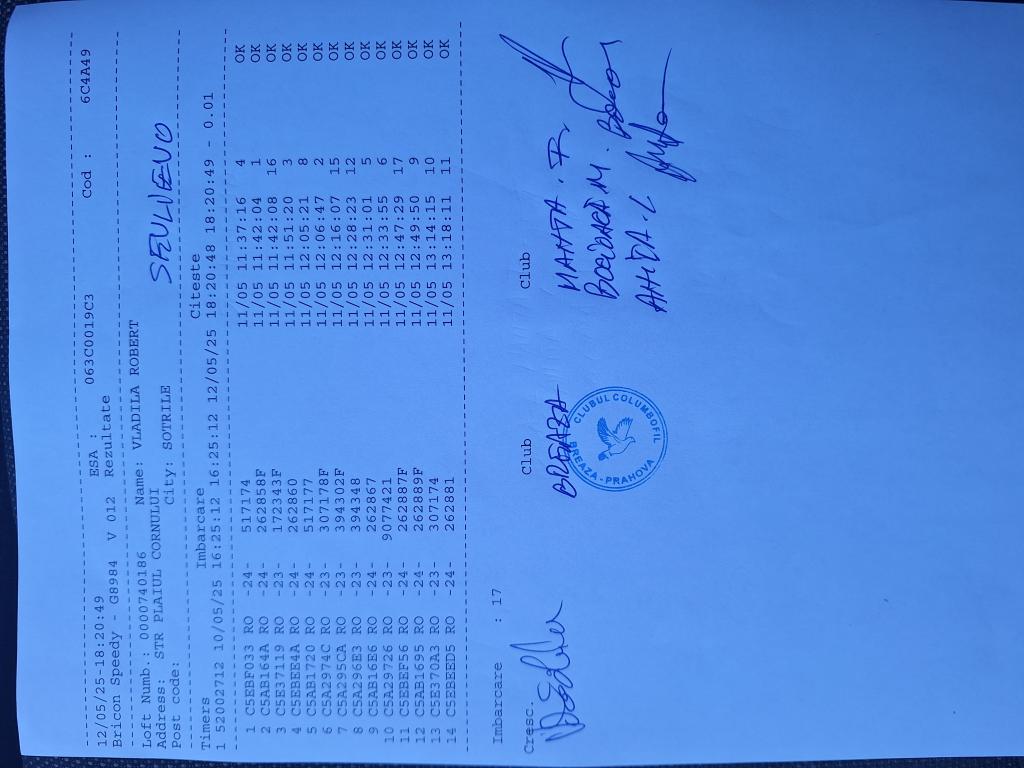 12/05/25-18:20:49 ESA : 063C0019C3 Cod : 6C4A49
Bricon Speedy - G8984 V 012 Rezultate
Loft Numb.: 0000740186 Name: VLADILA ROBERT
Address: STR PLAIUL CORNULUI
Post code: City: SOTRILE
SEVLIEVO
Timers Imbarcare Citeste
1 52002712 10/05/25 16:25:12 16:25:12 12/05/25 18:20:48 18:20:49 - 0.01
1 C5EBF033 RO -24- 517174 11/05 11:37:16 4 OK
2 C5AB164A RO -24- 262858F 11/05 11:42:04 1 OK
3 C5E37119 RO -23- 172343F 11/05 11:42:08 16 OK
4 C5EBEE4A RO -24- 262860 11/05 11:51:20 3 OK
5 C5AB1720 RO -24- 517177 11/05 12:05:21 8 OK
6 C5A2974C RO -23- 307178F 11/05 12:06:47 2 OK
7 C5A295CA RO -23- 394302F 11/05 12:16:07 15 OK
8 C5A296E3 RO -23- 394348 11/05 12:28:23 12 OK
9 C5AB16E6 RO -24- 262867 11/05 12:31:01 5 OK
10 C5A29726 RO -23- 9077421 11/05 12:33:55 6 OK
11 C5EBEF56 RO -24- 262887F 11/05 12:47:29 17 OK
12 C5AB1695 RO -24- 262889F 11/05 12:49:50 9 OK
13 C5E370A3 RO -23- 307174 11/05 13:14:15 10 OK
14 C5EBEED5 RO -24- 262881 11/05 13:18:11 11 OK
Imbarcare : 17
Cresc. Club Club
BREAZA
CLUBUL COLUMBOFIL
BREAZA-PRAHOVA